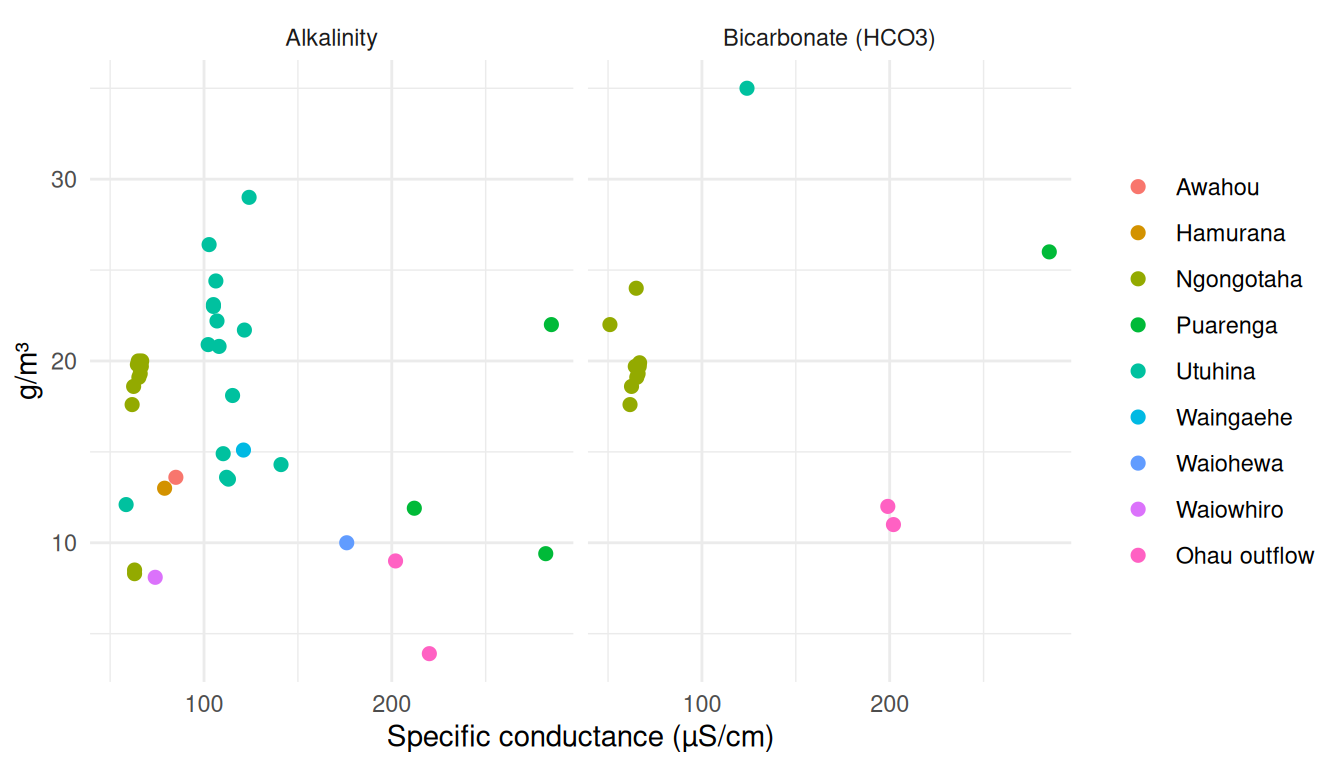 Alkalinity
Bicarbonate (HCO3)
30
20
10
g/m³
100
200
100
200
Specific conductance (µS/cm)
Awahou
Hamurana
Ngongotaha
Puarenga
Utuhina
Waingaehe
Waiohewa
Waiowhiro
Ohau outflow